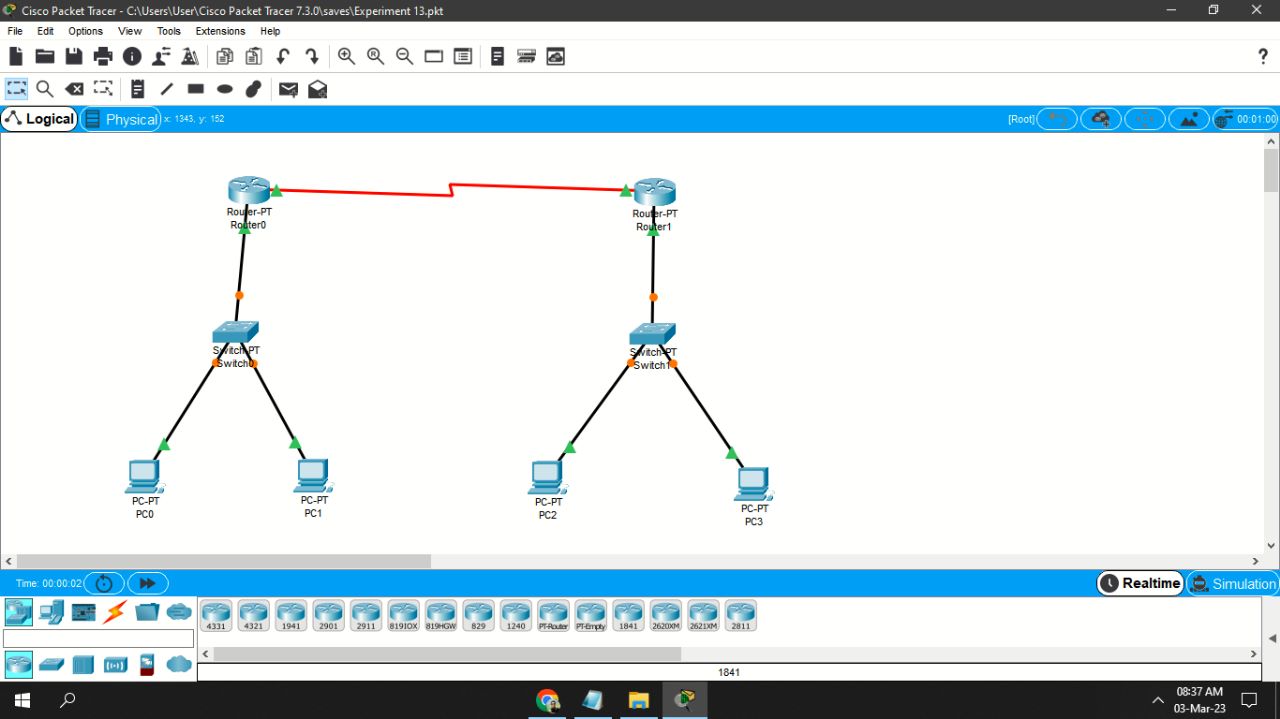 Cisco Packet Tracer - C:\Users\User\Cisco Packet Tracer 7.3.0\saves\Experiment 13.pkt
File Edit Options View Tools Extensions Help
Logical Physical x: 1343, y: 152 [Root] 00:01:00
Router-PT
Router0
Router-PT
Router1
Switch-PT
Switch0
Switch-PT
Switch1
PC-PT
PC0
PC-PT
PC1
PC-PT
PC2
PC-PT
PC3
Time: 00:00:02 Realtime Simulation
4331 4321 1941 2901 2911 819IOX 819HGW 829 1240 PT-Router PT-Empty 1841 2620XM 2621XM 2811
1841
08:37 AM
03-Mar-23